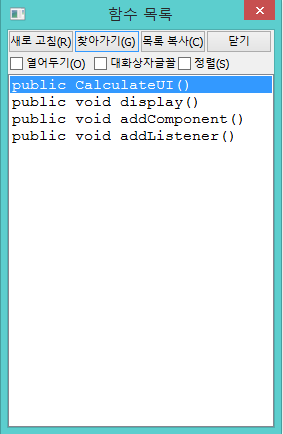 함수 목록
새로 고침(R) 찾아가기(G) 목록 복사(C) 닫기
열어두기(O) 대화상자글꼴 정렬(S)
public CalculateUI()
public void display()
public void addComponent()
public void addListener()